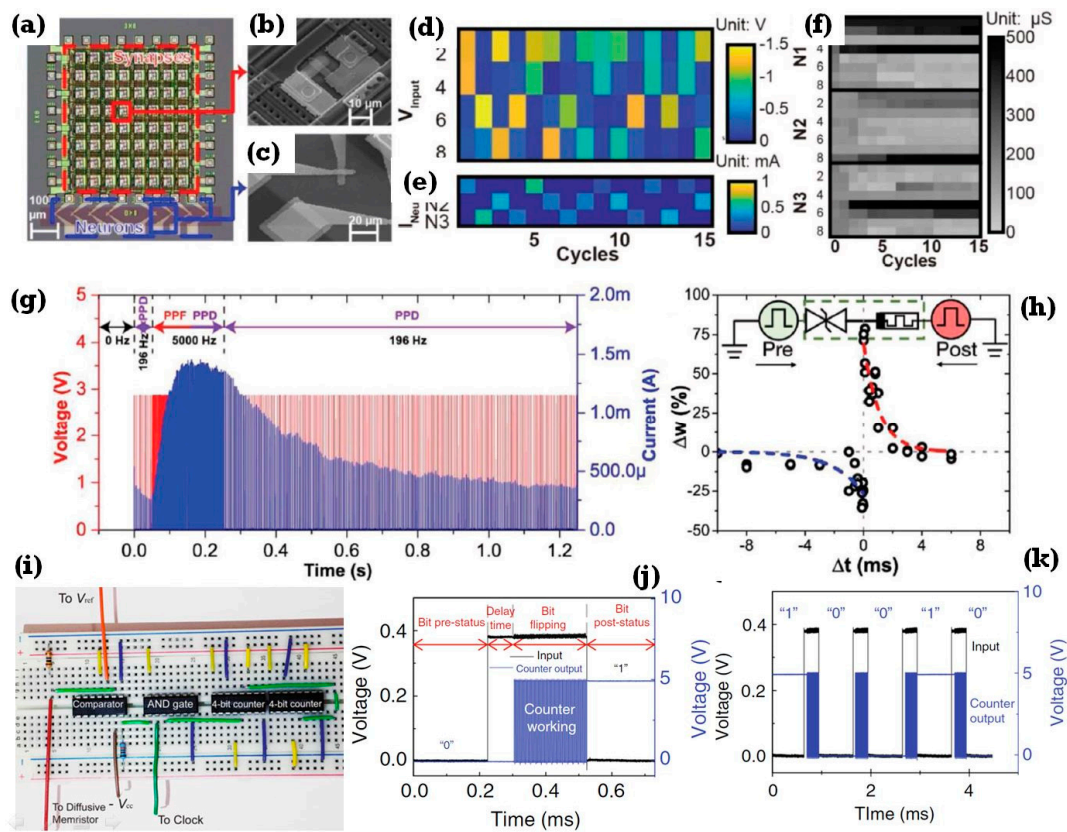 (a)
Synapses
100
μm
Neurons
(b)
10 μm
(c)
20 μm
(d)
Unit: V
-1.5
-1
-.5
0
2
4
6
8
V Input
(e)
Unit: mA
1
0.5
0
N2
N3
I Neu
5
10
15
Cycles
(f)
Unit: μS
500
400
300
200
100
0
N1
4
8
N2
2
4
6
8
N3
4
6
8
0
5
10
15
Cycles
(g)
5
4
3
2
1
0
Voltage (V)
0 Hz
PPD
196 Hz
PPF
PPD
5000 Hz
PPD
196 Hz
2.0m
1.5m
1.0m
500.0μ
0.0
Current (A)
0.0
0.2
0.4
0.6
0.8
1.0
1.2
Time (s)
(h)
100
75
50
25
0
-25
-50
Δw (%)
Pre
Post
-8
-4
0
4
8
Δt (ms)
(i)
To Vref
Comparator
AND gate
4-bit counter
4-bit counter
To Diffusive
Memristor
- Vcc
To Clock
(j)
Bit pre-status
Delay
time
Bit
flipping
Bit
post-status
Input
Counter output
Counter
working
"0"
"1"
0.4
0.2
0.0
Voltage (V)
10
5
0
Voltage (V)
0.0
0.2
0.4
0.6
Time (ms)
(k)
"1"
"0"
"0"
"1"
"0"
Input
Counter
output
0.4
0.2
0.0
Voltage (V)
10
5
0
Voltage (V)
0
2
4
TIme (ms)